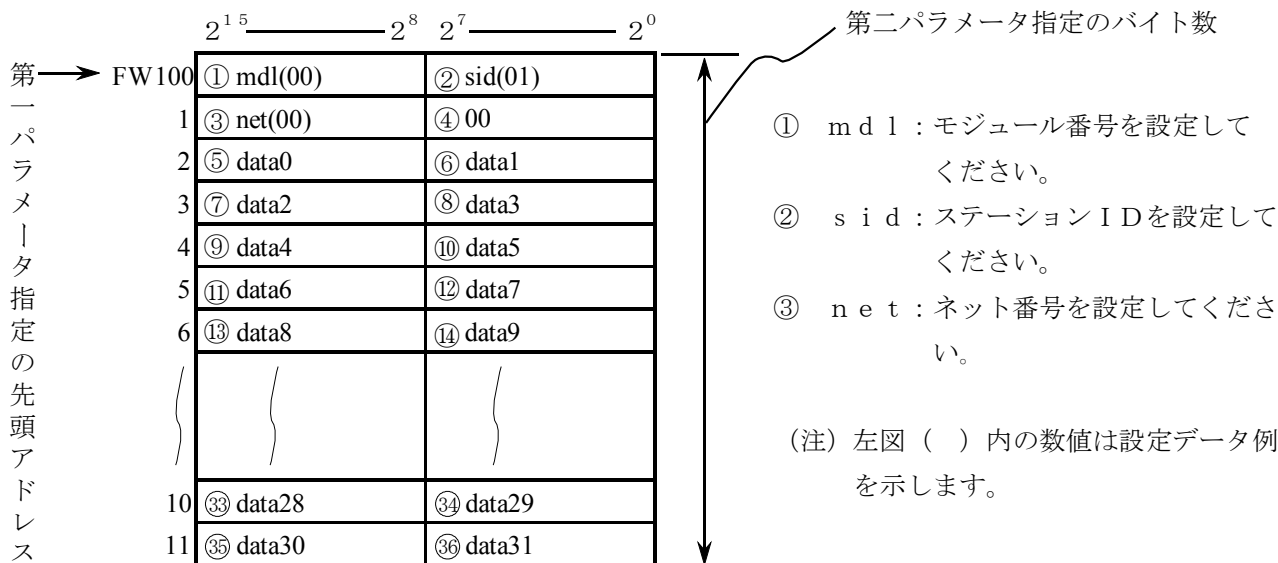 2¹⁵ 2⁸ 2⁷ 2⁰
第二パラメータ指定のバイト数
第一パラメータ指定の先頭アドレス
FW100 ① mdl(00) ② sid(01)
1 ③ net(00) ④ 00
2 ⑤ data0 ⑥ data1
3 ⑦ data2 ⑧ data3
4 ⑨ data4 ⑩ data5
5 ⑪ data6 ⑫ data7
6 ⑬ data8 ⑭ data9
10 ㉝ data28 ㉞ data29
11 ㉟ data30 ㊱ data31
① mdl:モジュール番号を設定して
ください。
② sid:ステーションIDを設定して
ください。
③ net:ネット番号を設定してくださ
い。
(注)左図( )内の数値は設定データ例
を示します。